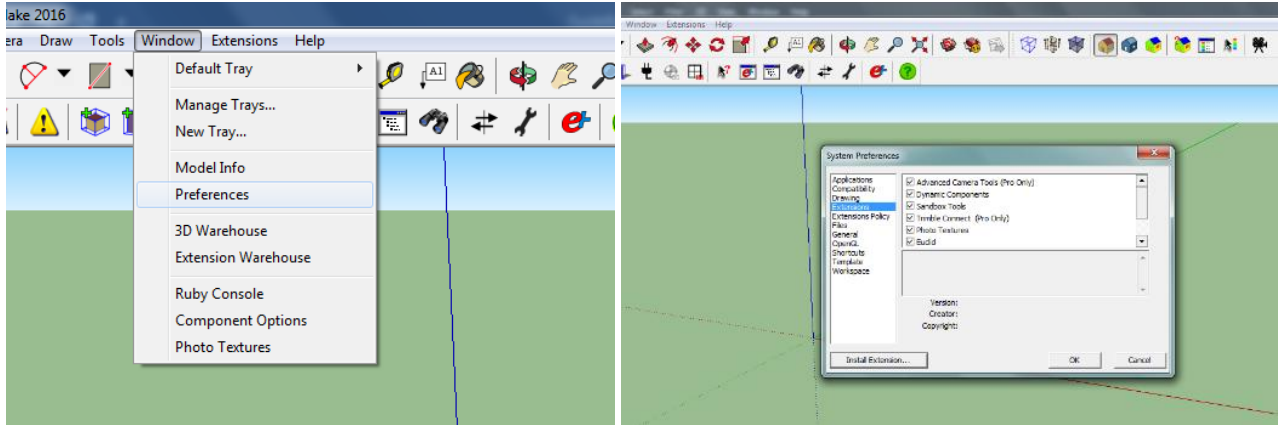 ake 2016
era Draw Tools Window Extensions Help
Default Tray
Manage Trays...
New Tray...
Model Info
Preferences
3D Warehouse
Extension Warehouse
Ruby Console
Component Options
Photo Textures
A1
Window Extensions Help
System Preferences
Applications
Compatibility
Drawing
Extensions
Extensions Policy
Files
General
OpenGL
Shortcuts
Template
Workspace
Advanced Camera Tools (Pro Only)
Dynamic Components
Sandbox Tools
Trimble Connect (Pro Only)
Photo Textures
Euclid
Version:
Creator:
Copyright:
Install Extension...
OK
Cancel